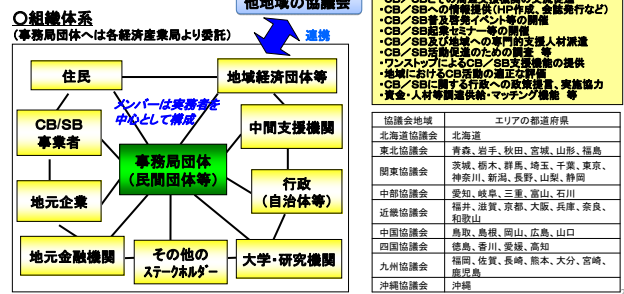 他地域の協議会
○組織体系
(事務局団体へは各経済産業局より委託)
連携
住民
地域経済団体等
メンバーは実務者を
中心として構成
CB/SB
事業者
中間支援機関
事務局団体
(民間団体等)
地元企業
行政
(自治体等)
地元金融機関
その他の
ステークホルダー
大学・研究機関
・CB/SBへの情報提供(HP作成、会誌発行など)
・CB/SB普及啓発イベント等の開催
・CB/SB起業セミナー等の開催
・CB/SB及び地域への専門的支援人材派遣
・CB/SB活動促進のための調査 等
・ワンストップによるCB/SB支援機能の提供
・地域におけるCB活動の適正な評価
・CB/SBに関する行政への政策提言、実施協力
・資金・人材等調達供給・マッチング機能 等
協議会地域 エリアの都道府県
北海道協議会 北海道
東北協議会 青森、岩手、秋田、宮城、山形、福島
関東協議会 茨城、栃木、群馬、埼玉、千葉、東京、
神奈川、新潟、長野、山梨、静岡
中部協議会 愛知、岐阜、三重、富山、石川
近畿協議会 福井、滋賀、京都、大阪、兵庫、奈良、
和歌山
中国協議会 鳥取、島根、岡山、広島、山口
四国協議会 徳島、香川、愛媛、高知
九州協議会 福岡、佐賀、長崎、熊本、大分、宮崎、
鹿児島
沖縄協議会 沖縄